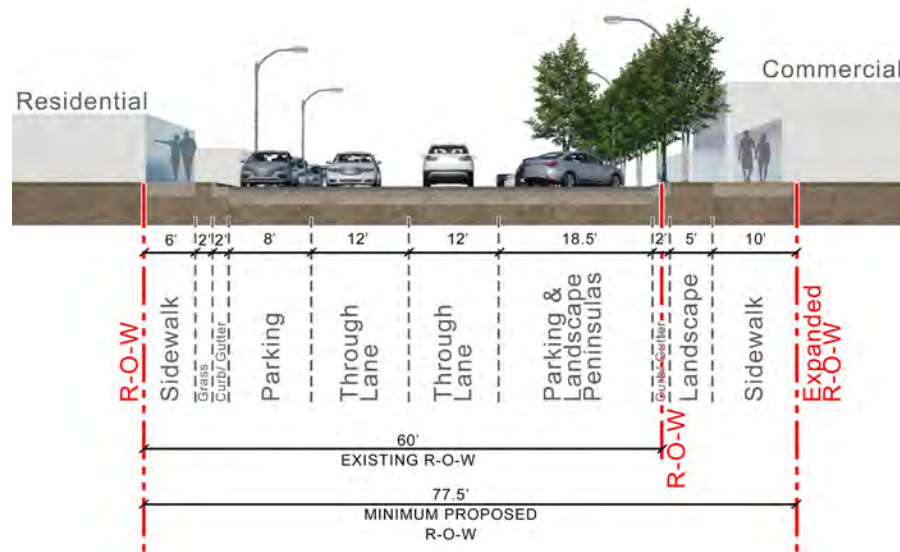 Residential
Commercial
6' 2' 2' 8' 12' 12' 18.5' 2' 5' 10'
R-O-W
Sidewalk
Grass
Curb/ Gutter
Parking
Through
Lane
Through
Lane
Parking &
Landscape
Peninsulas
Curb/ Gutter
R-O-W
Landscape
Sidewalk
Expanded
R-O-W
60'
EXISTING R-O-W
77.5'
MINIMUM PROPOSED
R-O-W